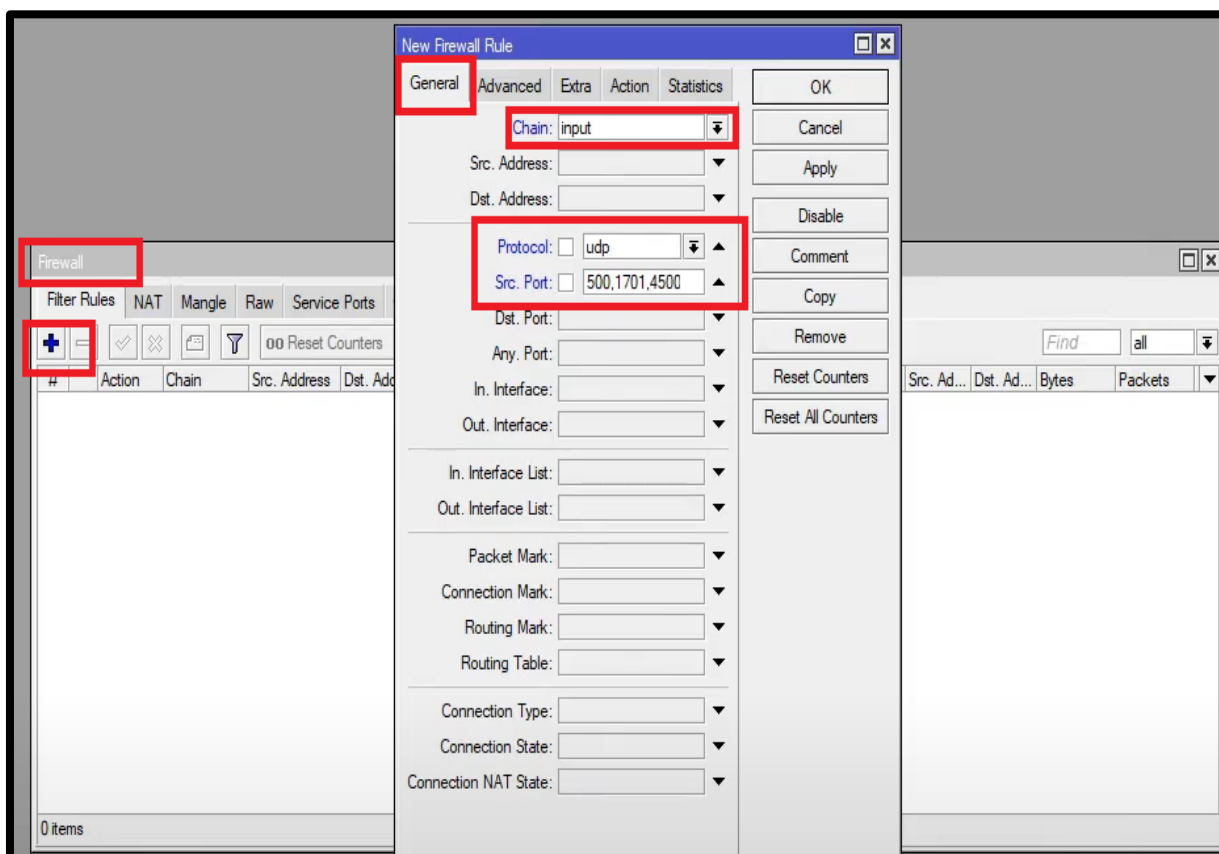 New Firewall Rule
General Advanced Extra Action Statistics
Chain: input
Src. Address:
Dst. Address:
Protocol: udp
Src. Port: 500,1701,4500
Dst. Port:
Any. Port:
In. Interface:
Out. Interface:
In. Interface List:
Out. Interface List:
Packet Mark:
Connection Mark:
Routing Mark:
Routing Table:
Connection Type:
Connection State:
Connection NAT State:
OK
Cancel
Apply
Disable
Comment
Copy
Remove
Reset Counters
Reset All Counters
Firewall
Filter Rules NAT Mangle Raw Service Ports
00 Reset Counters
Find all
# Action Chain Src. Address Dst. Add Src. Ad... Dst. Ad... Bytes Packets
0 items